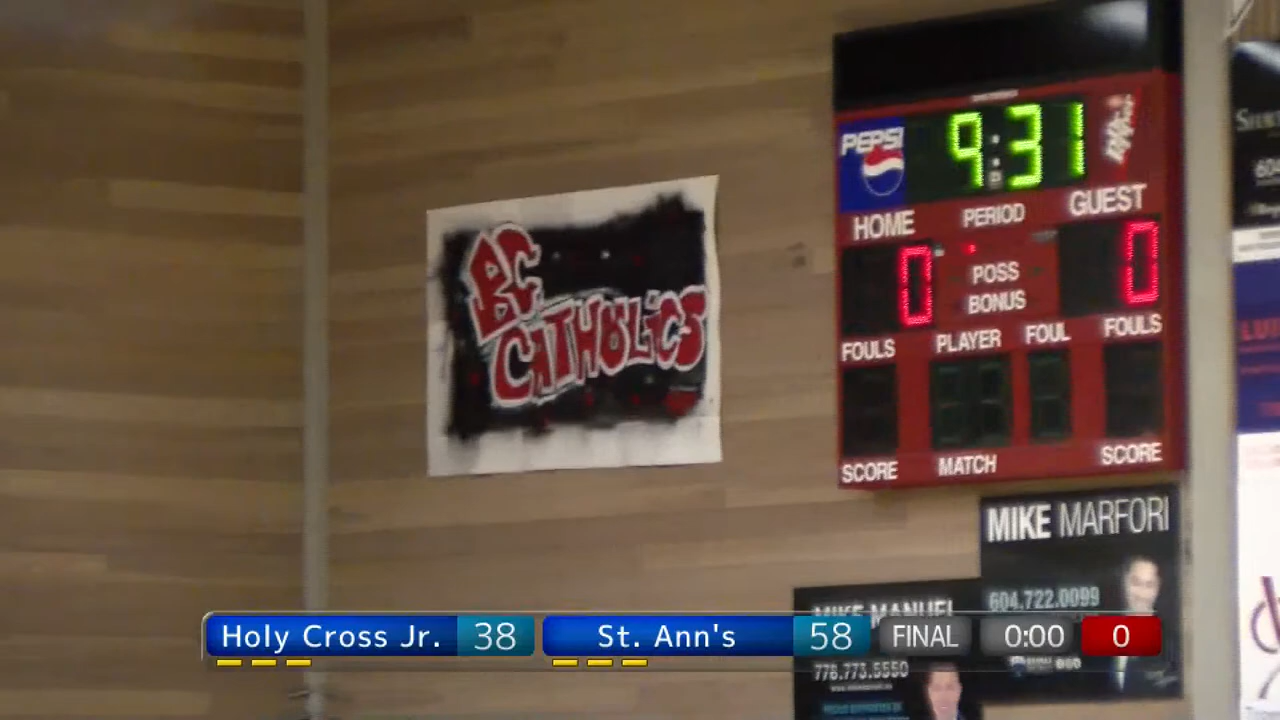 PEPSI
9:31
HOME
PERIOD
GUEST
0
POSS
0
BONUS
FOULS
PLAYER
FOUL
FOULS
SCORE
MATCH
SCORE
BC
CATHOLICS
MIKE MARFORI
604.722.0099
MIKE MANUEL
778.773.5550
Holy Cross Jr. 38 St. Ann's 58 FINAL 0:00 0